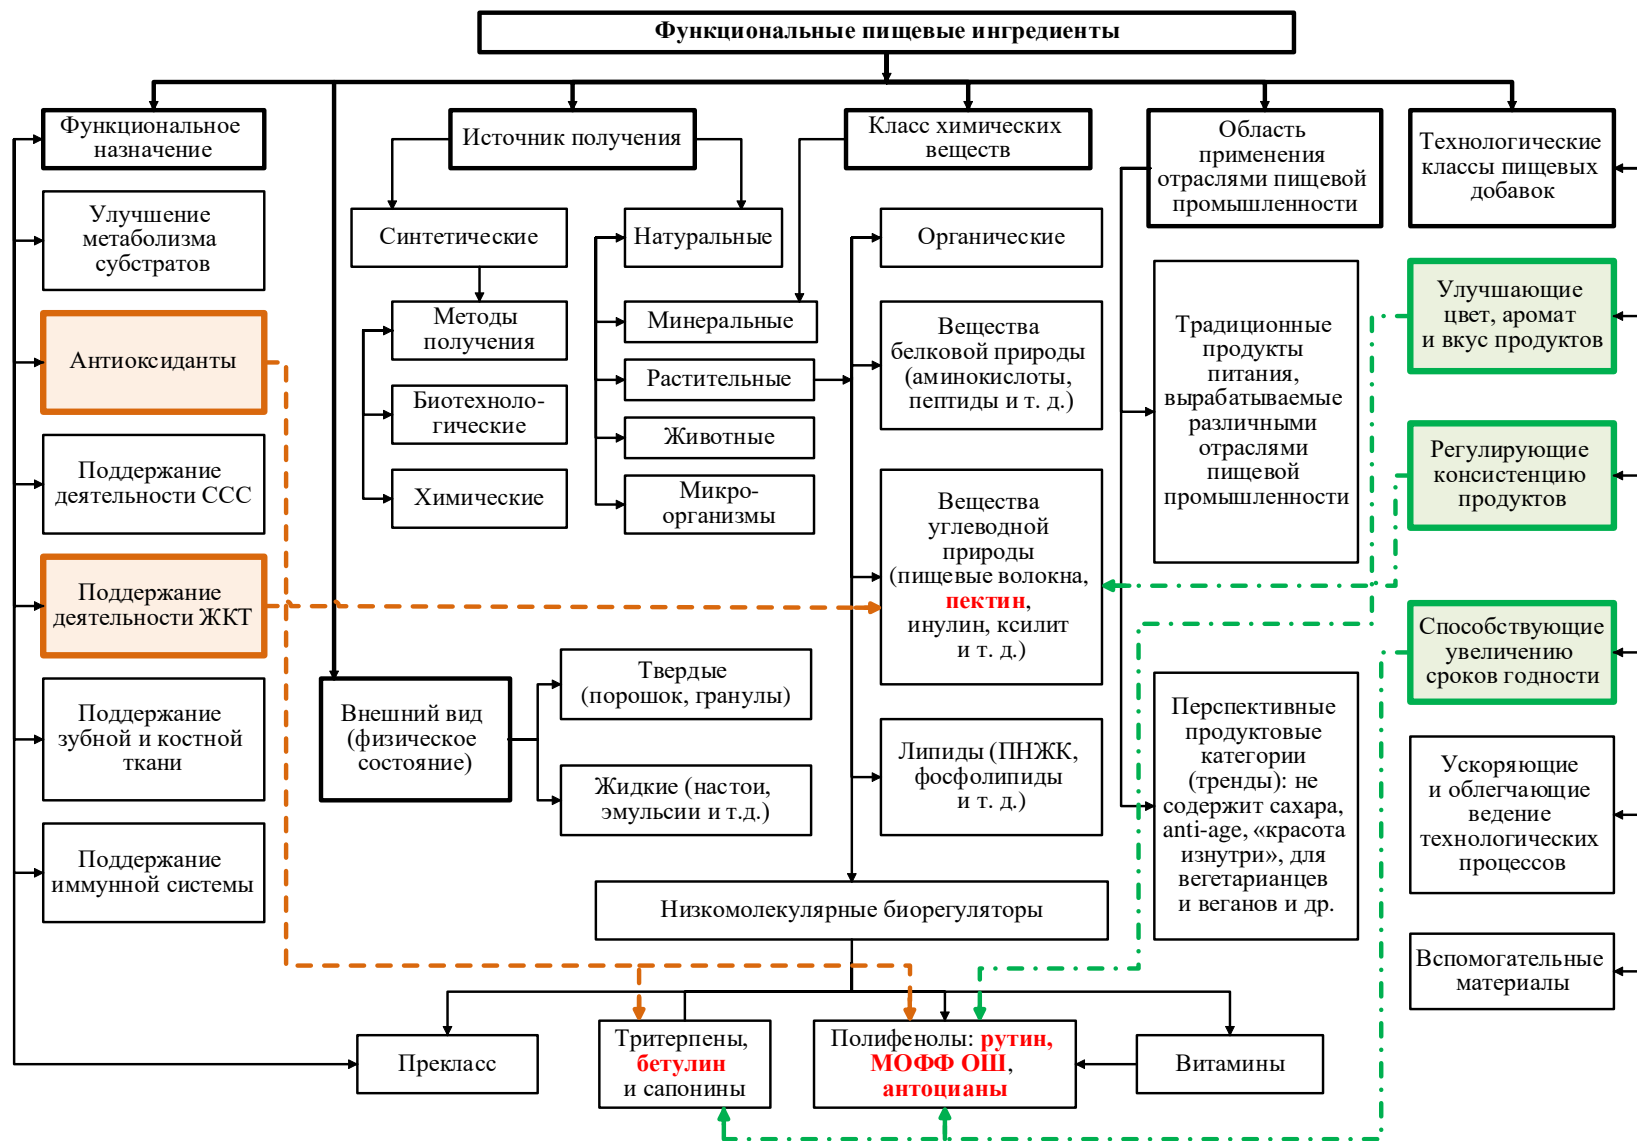 Функциональные пищевые ингредиенты
Функциональное
назначение
Источник получения
Класс химических
веществ
Область
применения
отраслями пищевой
промышленности
Технологические
классы пищевых
добавок
Улучшение
метаболизма
субстратов
Антиоксиданты
Поддержание
деятельности ССС
Поддержание
деятельности ЖКТ
Поддержание
зубной и костной
ткани
Поддержание
иммунной системы
Синтетические
Методы
получения
Биотехноло-
гические
Химические
Натуральные
Минеральные
Растительные
Животные
Микро-
организмы
Внешний вид
(физическое
состояние)
Твердые
(порошок, гранулы)
Жидкие (настои,
эмульсии и т.д.)
Органические
Вещества
белковой природы
(аминокислоты,
пептиды и т. д.)
Вещества
углеводной
природы
(пищевые волокна,
пектин,
инулин, ксилит
и т. д.)
Липиды (ПНЖК,
фосфолипиды
и т. д.)
Низкомолекулярные биорегуляторы
Традиционные
продукты
питания,
вырабатываемые
различными
отраслями
пищевой
промышленности
Перспективные
продуктовые
категории
(тренды): не
содержит сахара,
anti-age, «красота
изнутри», для
вегетарианцев
и веганов и др.
Улучшающие
цвет, аромат
и вкус продуктов
Регулирующие
консистенцию
продуктов
Способствующие
увеличению
сроков годности
Ускоряющие
и облегчающие
ведение
технологических
процессов
Вспомогательные
материалы
Прекласс
Тритерпены,
бетулин
и сапонины
Полифенолы: рутин,
МОФФ ОШ,
антоцианы
Витамины